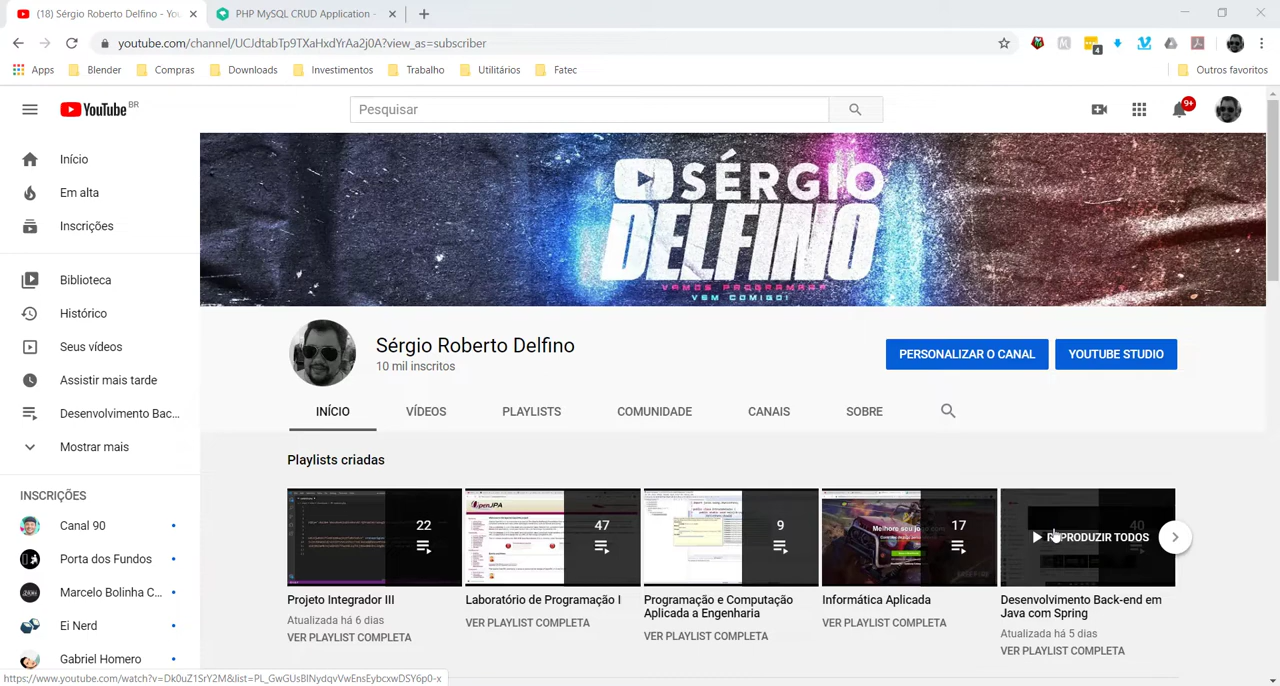 (18) Sérgio Roberto Delfino - You
PHP MySQL CRUD Application -
youtube.com/channel/UCJdtabTp9TXaHxdYrAa2j0A?view_as=subscriber
4
Apps Blender Compras Downloads Investimentos Trabalho Utilitários Fatec Outros favoritos
YouTube BR
Pesquisar
9+
Início
Em alta
Inscrições
Biblioteca
Histórico
Seus vídeos
Assistir mais tarde
Desenvolvimento Bac...
Mostrar mais
INSCRIÇÕES
Canal 90
Porta dos Fundos
Marcelo Bolinha C...
Ei Nerd
Gabriel Homero
SÉRGIO
DELFINO
VAMOS PROGRAMAR?
VEM COMIGO!
Sérgio Roberto Delfino
10 mil inscritos
PERSONALIZAR O CANAL YOUTUBE STUDIO
INÍCIO VÍDEOS PLAYLISTS COMUNIDADE CANAIS SOBRE
Playlists criadas
22 47 9 17 40
OpenJPA
REPRODUZIR TODOS
Projeto Integrador III
Atualizada há 6 dias
VER PLAYLIST COMPLETA
Laboratório de Programação I
VER PLAYLIST COMPLETA
Programação e Computação
Aplicada a Engenharia
VER PLAYLIST COMPLETA
Informática Aplicada
VER PLAYLIST COMPLETA
Desenvolvimento Back-end em
Java com Spring
Atualizada há 5 dias
VER PLAYLIST COMPLETA
https://www.youtube.com/watch?v=Dk0uZ1SrY2M&list=PL_GwGUsBINydqvVwEnsEybcxwDSY6p0-x